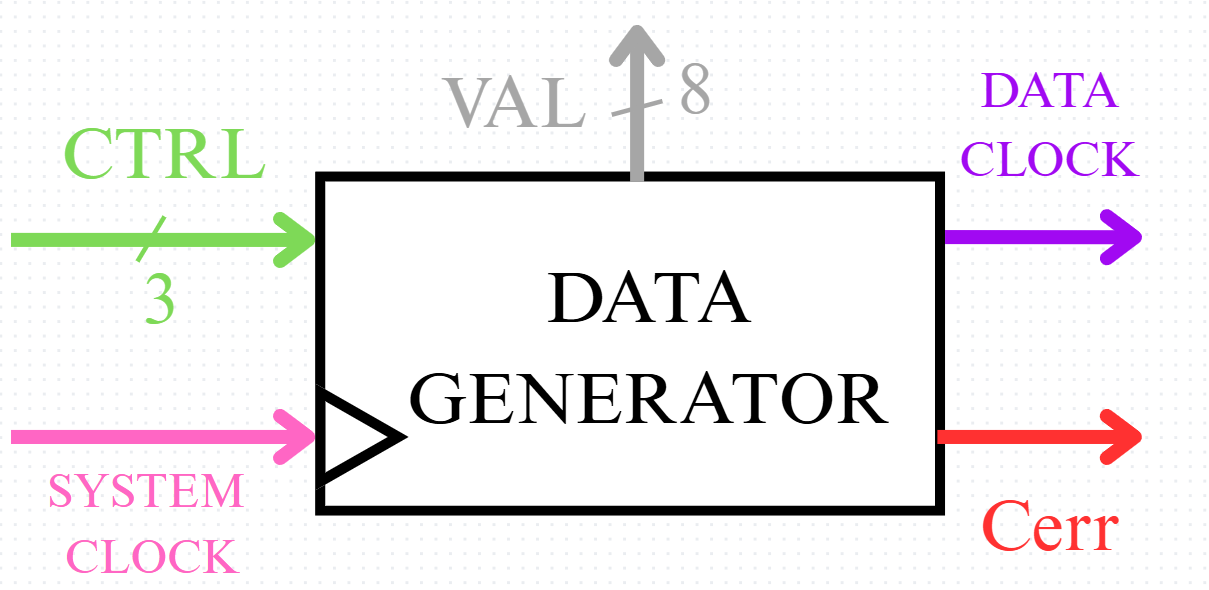 VAL
8
DATA
CLOCK
CTRL
3
DATA
GENERATOR
SYSTEM
CLOCK
Cerr